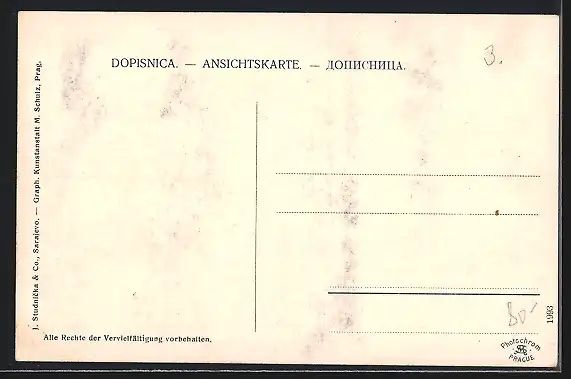 DOPISNICA. — ANSICHTSKARTE. — ДОПИСНИЦА.
3.
J. Studnička & Co., Sarajevo. — Graph. Kunstanstalt M. Schulz, Prag.
80
1993
Alle Rechte der Vervielfältigung vorbehalten.
Photochrom
PRAGUE